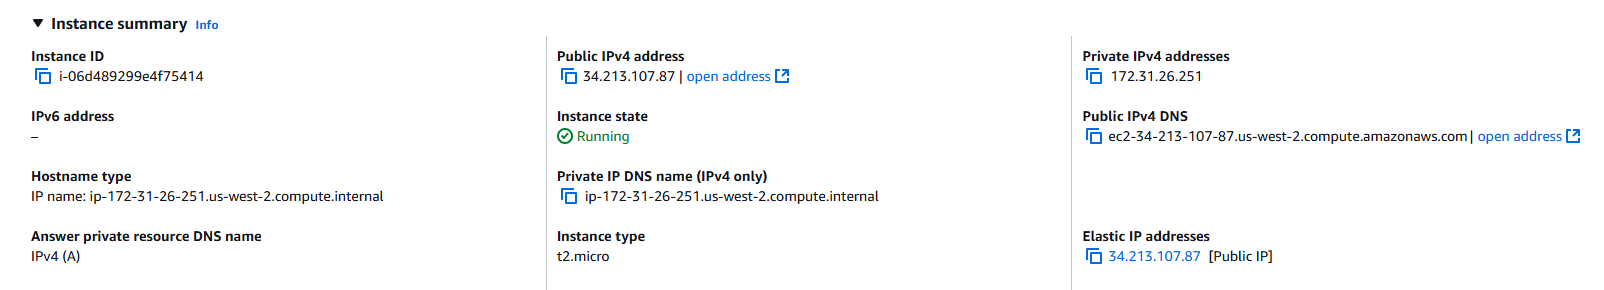 Instance summary Info
Instance ID
i-06d489299e4f75414
Public IPv4 address
34.213.107.87 | open address
Private IPv4 addresses
172.31.26.251
IPv6 address
–
Instance state
Running
Public IPv4 DNS
ec2-34-213-107-87.us-west-2.compute.amazonaws.com | open address
Hostname type
IP name: ip-172-31-26-251.us-west-2.compute.internal
Private IP DNS name (IPv4 only)
ip-172-31-26-251.us-west-2.compute.internal
Answer private resource DNS name
IPv4 (A)
Instance type
t2.micro
Elastic IP addresses
34.213.107.87 [Public IP]